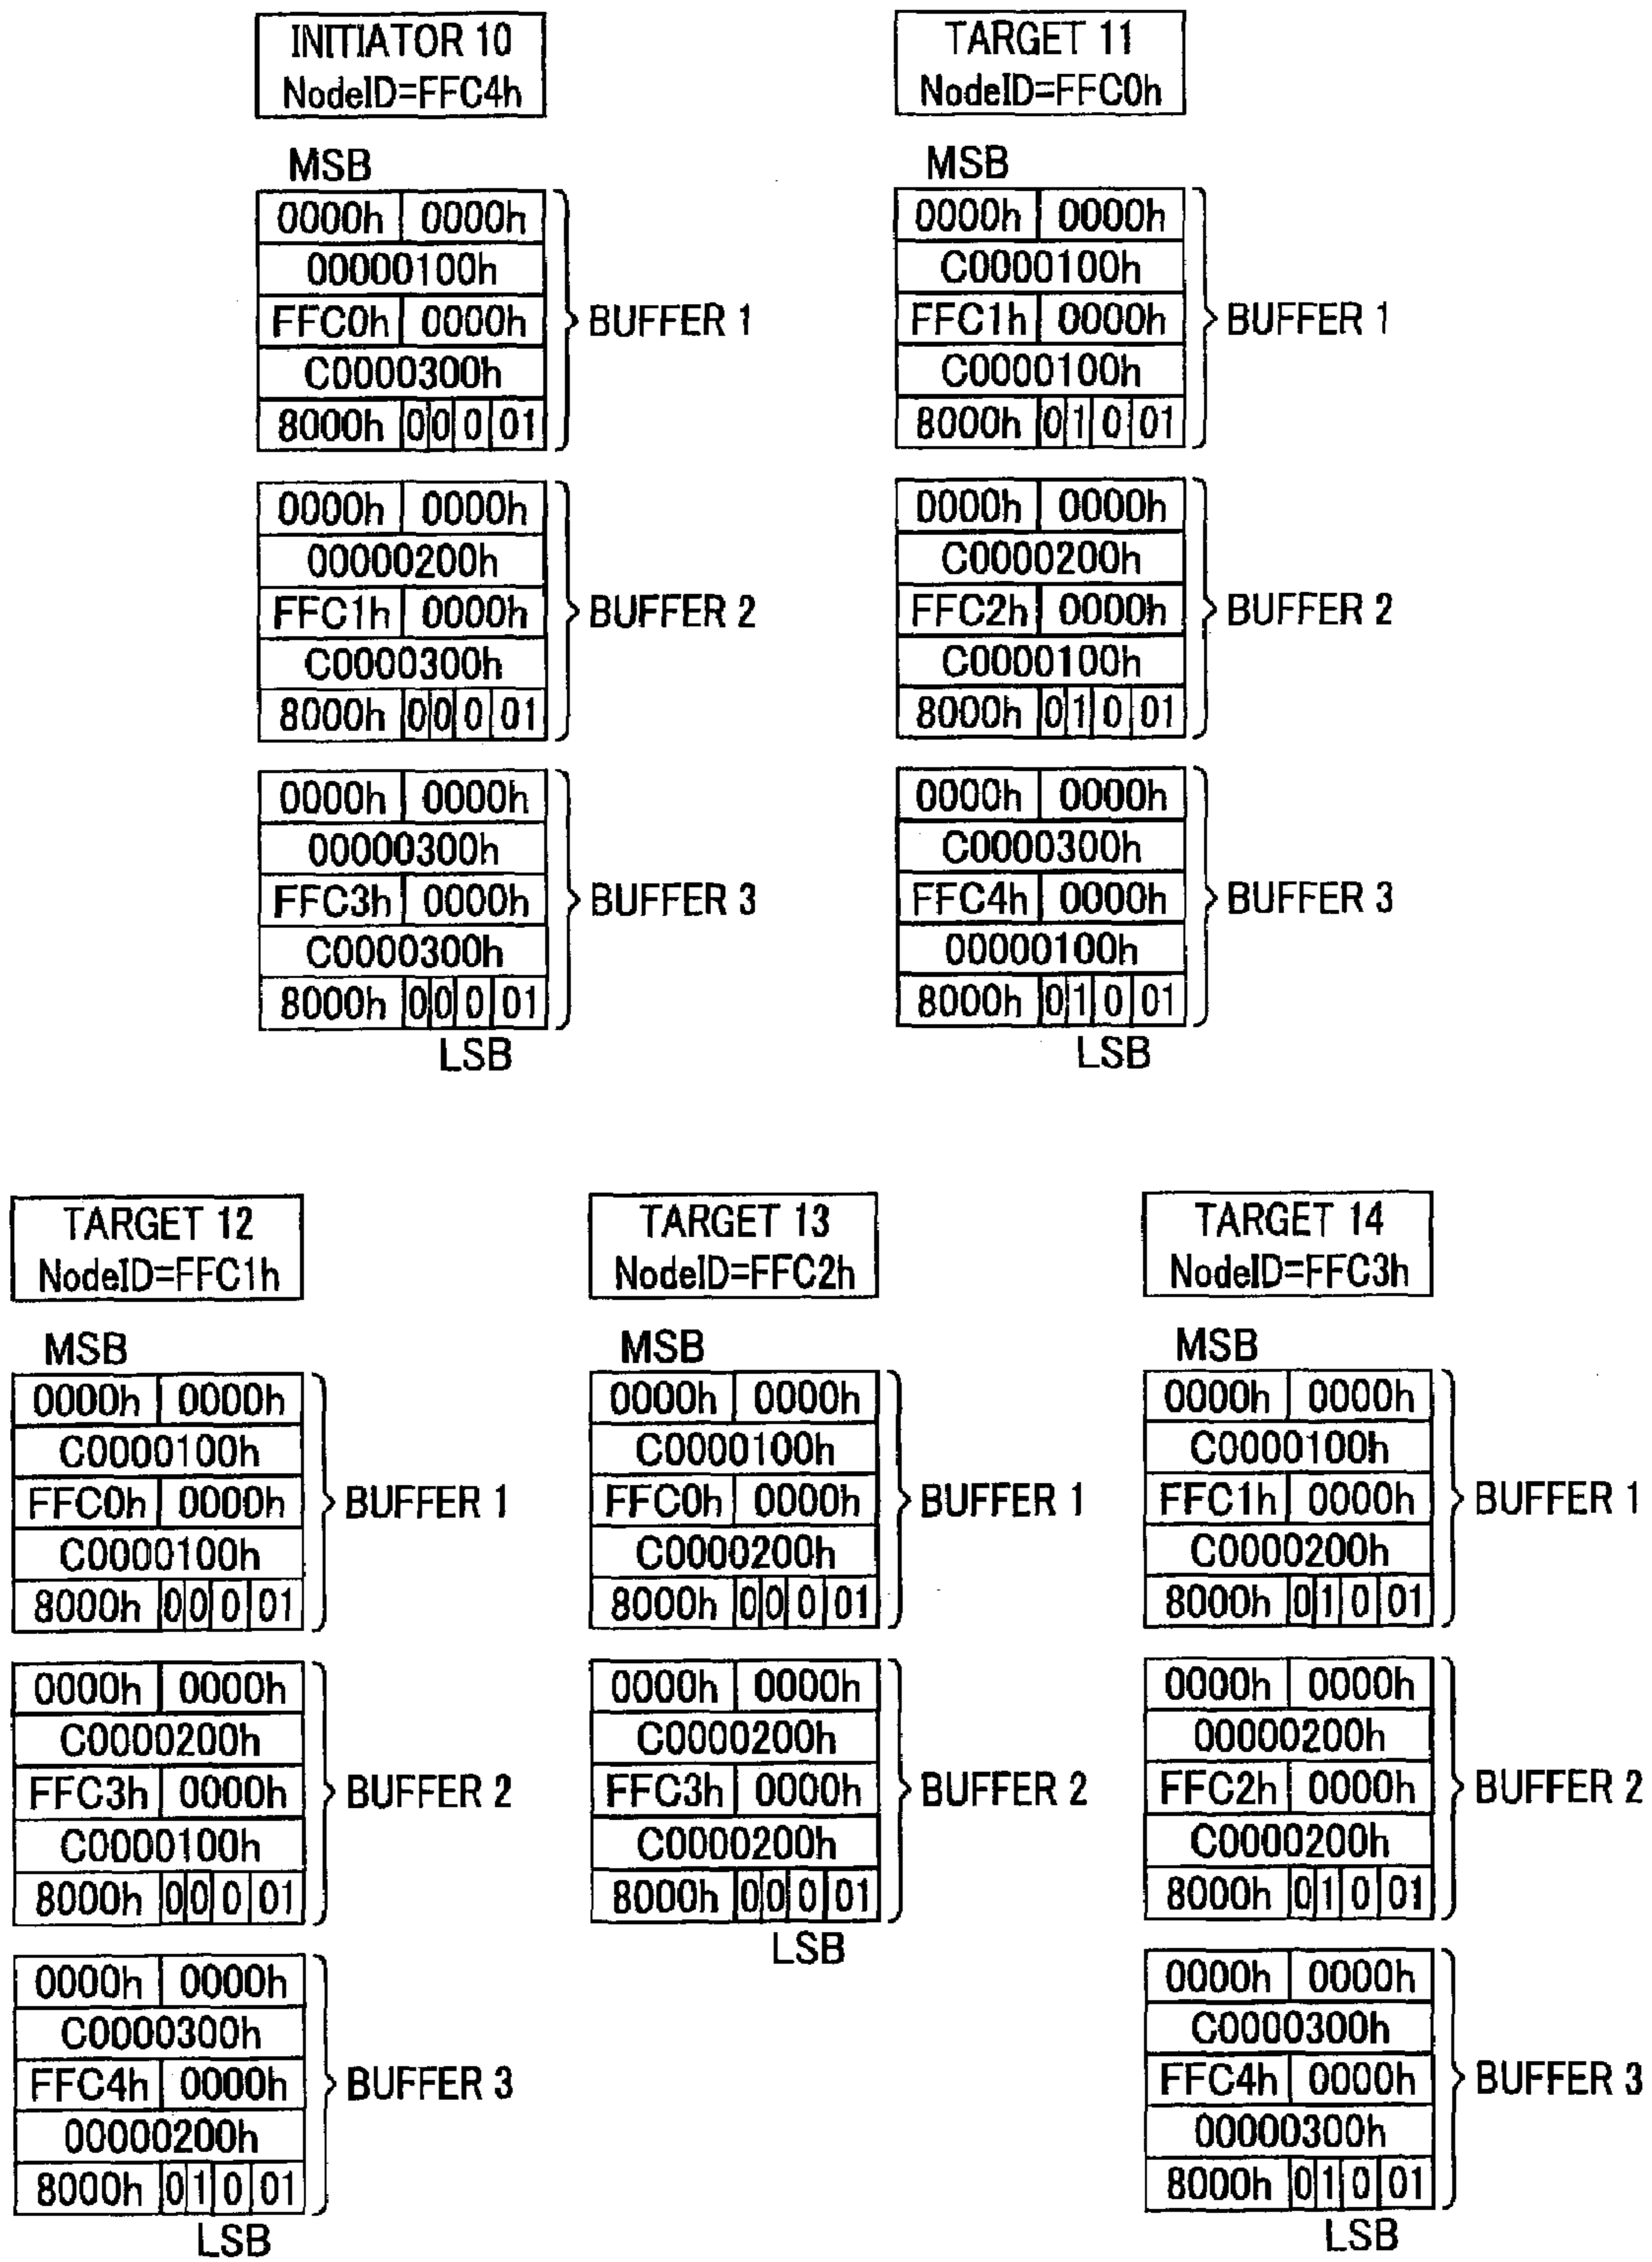 INITIATOR 10
NodeID=FFC4h
MSB
0000h 0000h
00000100h
FFC0h 0000h
C0000300h
8000h 0 0 0 01
BUFFER 1
0000h 0000h
00000200h
FFC1h 0000h
C0000300h
8000h 0 0 0 01
BUFFER 2
0000h 0000h
00000300h
FFC3h 0000h
C0000300h
8000h 0 0 0 01
BUFFER 3
LSB
TARGET 11
NodeID=FFC0h
MSB
0000h 0000h
C0000100h
FFC1h 0000h
C0000100h
8000h 0 1 0 01
BUFFER 1
0000h 0000h
C0000200h
FFC2h 0000h
C0000100h
8000h 0 1 0 01
BUFFER 2
0000h 0000h
C0000300h
FFC4h 0000h
00000100h
8000h 0 1 0 01
BUFFER 3
LSB
TARGET 12
NodeID=FFC1h
MSB
0000h 0000h
C0000100h
FFC0h 0000h
C0000100h
8000h 0 0 0 01
BUFFER 1
0000h 0000h
C0000200h
FFC3h 0000h
C0000100h
8000h 0 0 0 01
BUFFER 2
0000h 0000h
C0000300h
FFC4h 0000h
00000200h
8000h 0 1 0 01
BUFFER 3
LSB
TARGET 13
NodeID=FFC2h
MSB
0000h 0000h
C0000100h
FFC0h 0000h
C0000200h
8000h 0 0 0 01
BUFFER 1
0000h 0000h
C0000200h
FFC3h 0000h
C0000200h
8000h 0 0 0 01
BUFFER 2
LSB
TARGET 14
NodeID=FFC3h
MSB
0000h 0000h
C0000100h
FFC1h 0000h
C0000200h
8000h 0 1 0 01
BUFFER 1
0000h 0000h
00000200h
FFC2h 0000h
C0000200h
8000h 0 1 0 01
BUFFER 2
0000h 0000h
C0000300h
FFC4h 0000h
00000300h
8000h 0 1 0 01
BUFFER 3
LSB